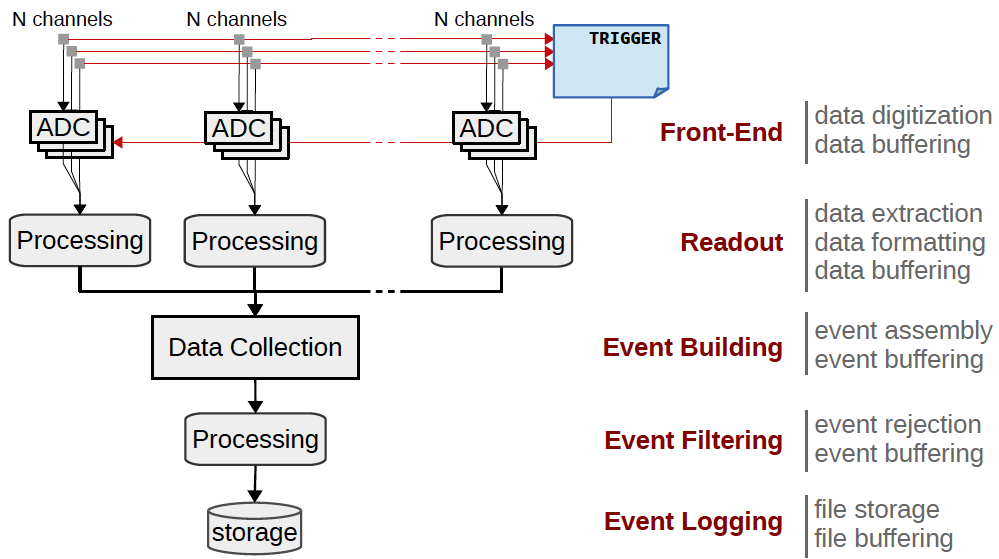 N channels
N channels
N channels
TRIGGER
ADC
ADC
ADC
Front-End
data digitization
data buffering
Processing
Processing
Processing
Readout
data extraction
data formatting
data buffering
Data Collection
Event Building
event assembly
event buffering
Processing
Event Filtering
event rejection
event buffering
storage
Event Logging
file storage
file buffering